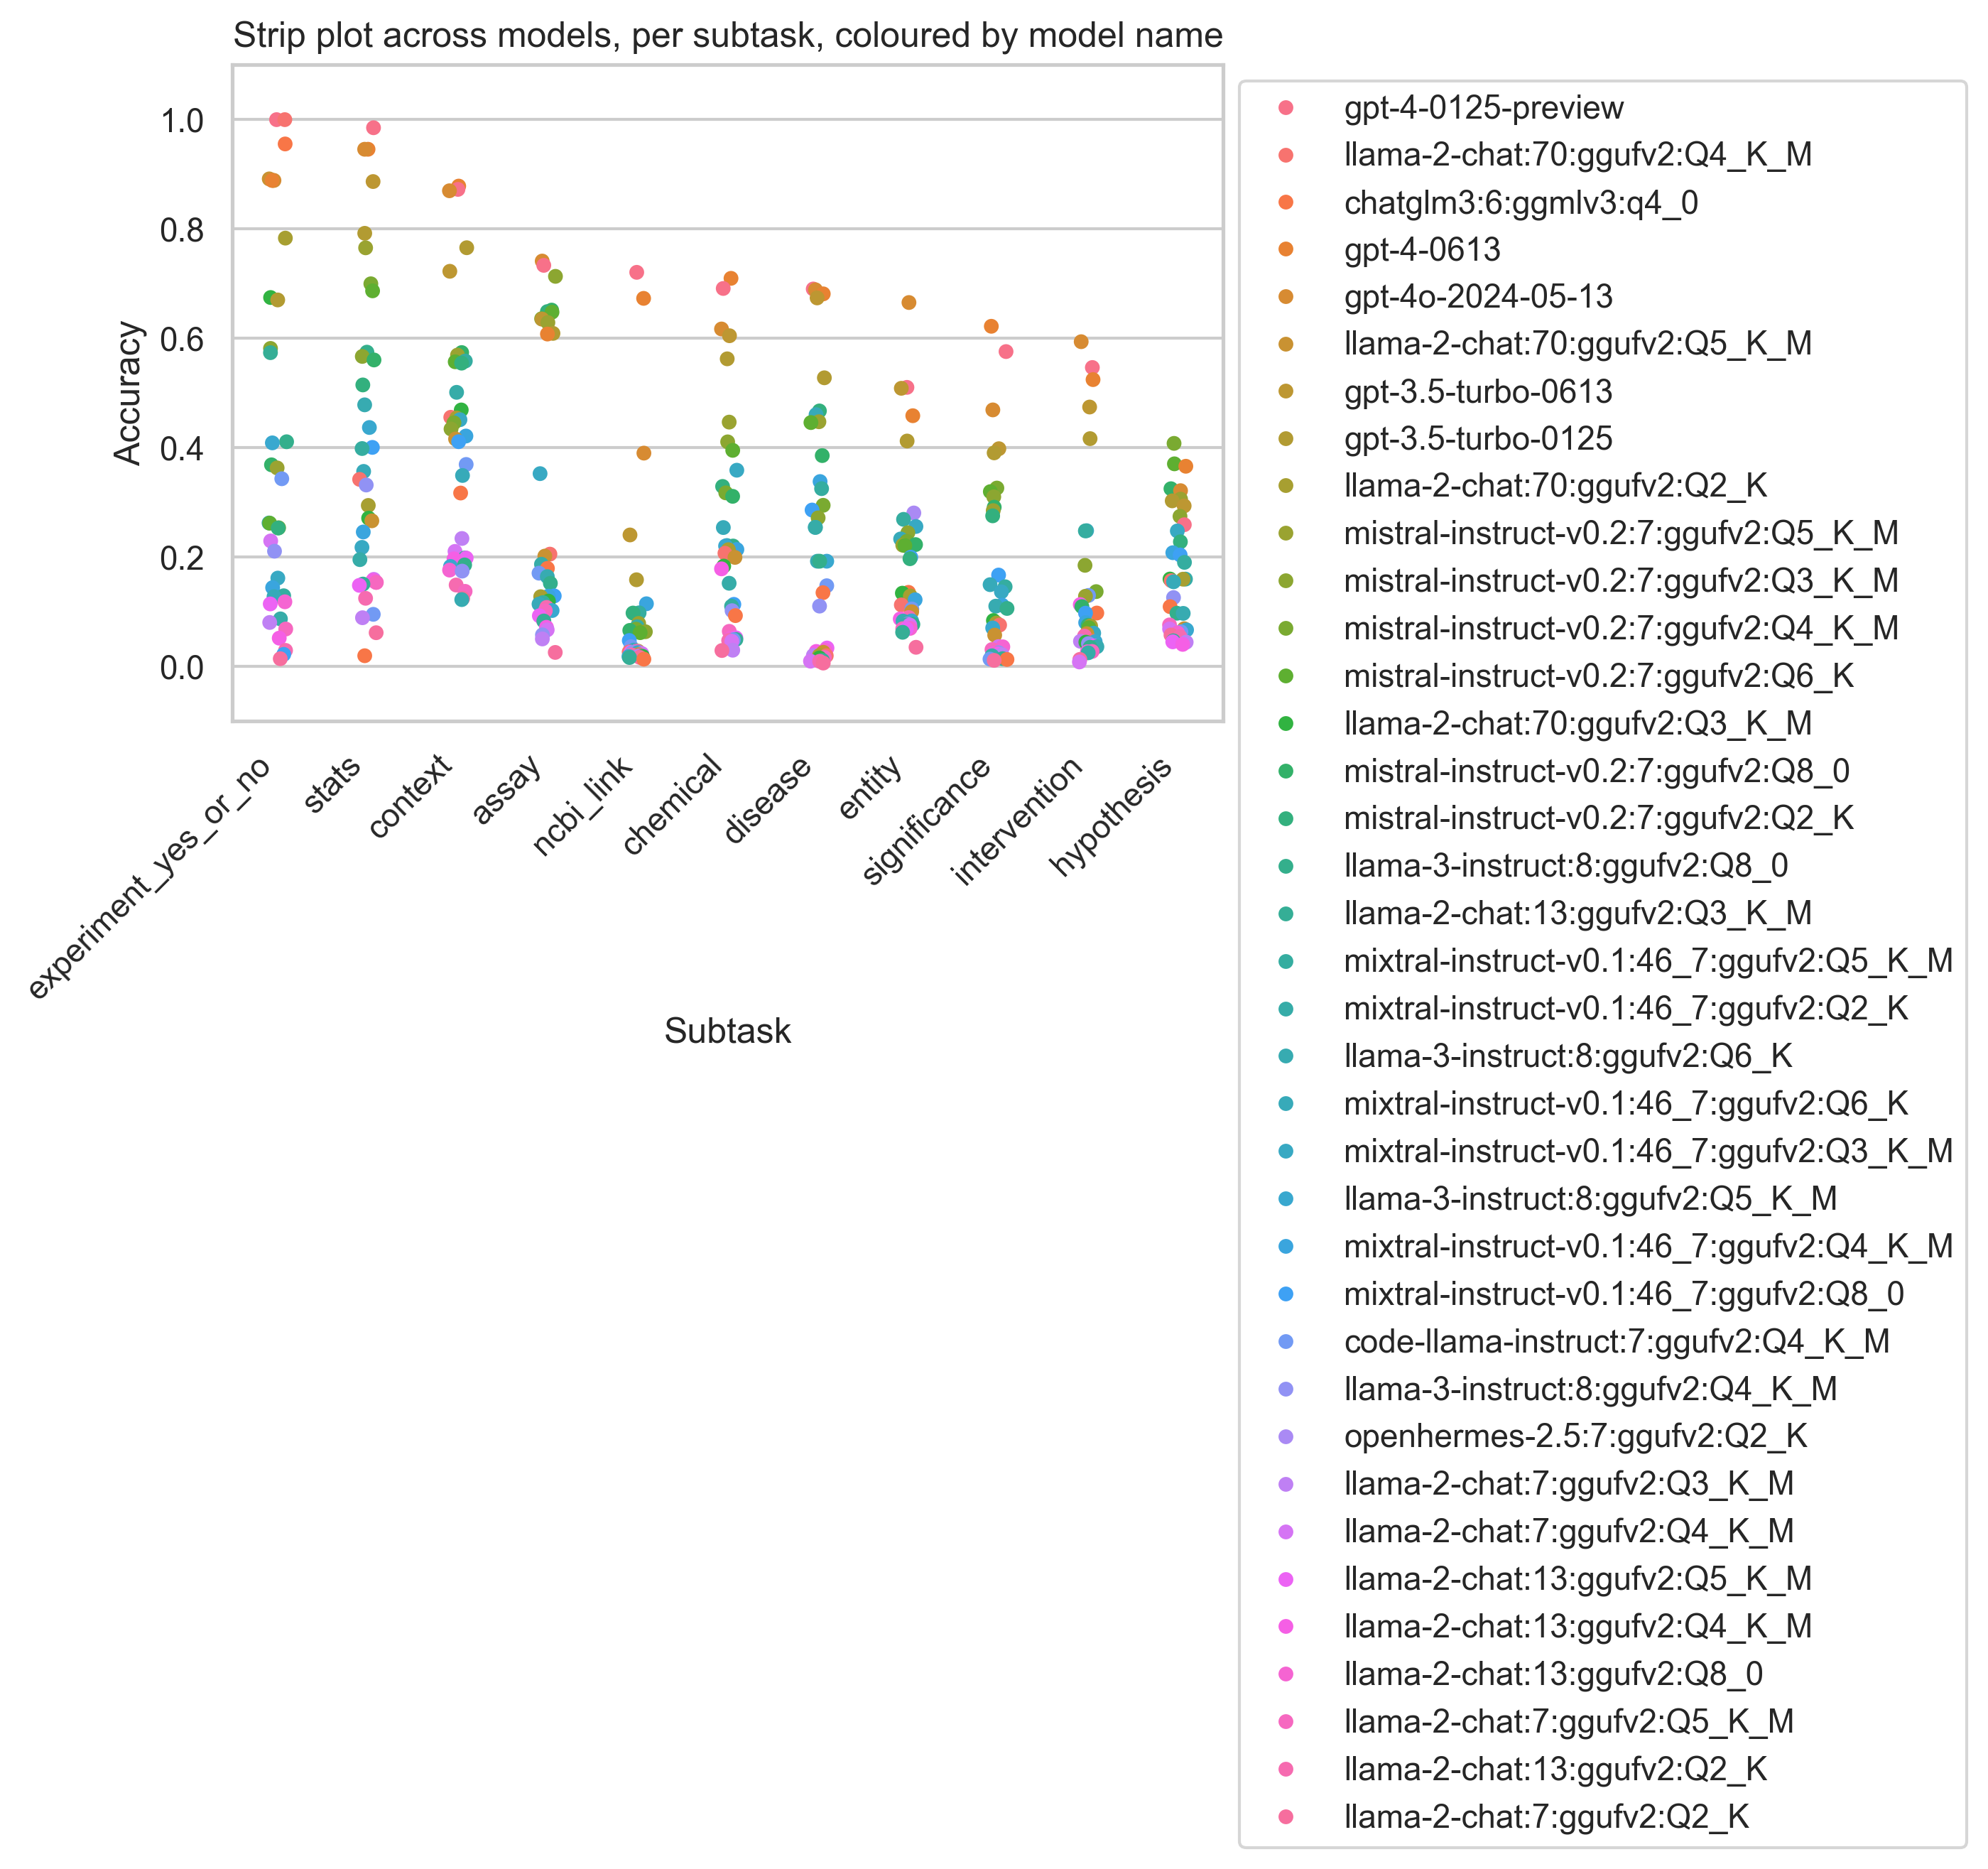 Strip plot across models, per subtask, coloured by model name
1.0
0.8
0.6
0.4
0.2
0.0
Accuracy
experiment_yes_or_no
stats
context
assay
ncbi_link
chemical
disease
entity
significance
intervention
hypothesis
Subtask
gpt-4-0125-preview
llama-2-chat:70:ggufv2:Q4_K_M
chatglm3:6:ggmlv3:q4_0
gpt-4-0613
gpt-4o-2024-05-13
llama-2-chat:70:ggufv2:Q5_K_M
gpt-3.5-turbo-0613
gpt-3.5-turbo-0125
llama-2-chat:70:ggufv2:Q2_K
mistral-instruct-v0.2:7:ggufv2:Q5_K_M
mistral-instruct-v0.2:7:ggufv2:Q3_K_M
mistral-instruct-v0.2:7:ggufv2:Q4_K_M
mistral-instruct-v0.2:7:ggufv2:Q6_K
llama-2-chat:70:ggufv2:Q3_K_M
mistral-instruct-v0.2:7:ggufv2:Q8_0
mistral-instruct-v0.2:7:ggufv2:Q2_K
llama-3-instruct:8:ggufv2:Q8_0
llama-2-chat:13:ggufv2:Q3_K_M
mixtral-instruct-v0.1:46_7:ggufv2:Q5_K_M
mixtral-instruct-v0.1:46_7:ggufv2:Q2_K
llama-3-instruct:8:ggufv2:Q6_K
mixtral-instruct-v0.1:46_7:ggufv2:Q6_K
mixtral-instruct-v0.1:46_7:ggufv2:Q3_K_M
llama-3-instruct:8:ggufv2:Q5_K_M
mixtral-instruct-v0.1:46_7:ggufv2:Q4_K_M
mixtral-instruct-v0.1:46_7:ggufv2:Q8_0
code-llama-instruct:7:ggufv2:Q4_K_M
llama-3-instruct:8:ggufv2:Q4_K_M
openhermes-2.5:7:ggufv2:Q2_K
llama-2-chat:7:ggufv2:Q3_K_M
llama-2-chat:7:ggufv2:Q4_K_M
llama-2-chat:13:ggufv2:Q5_K_M
llama-2-chat:13:ggufv2:Q4_K_M
llama-2-chat:13:ggufv2:Q8_0
llama-2-chat:7:ggufv2:Q5_K_M
llama-2-chat:13:ggufv2:Q2_K
llama-2-chat:7:ggufv2:Q2_K